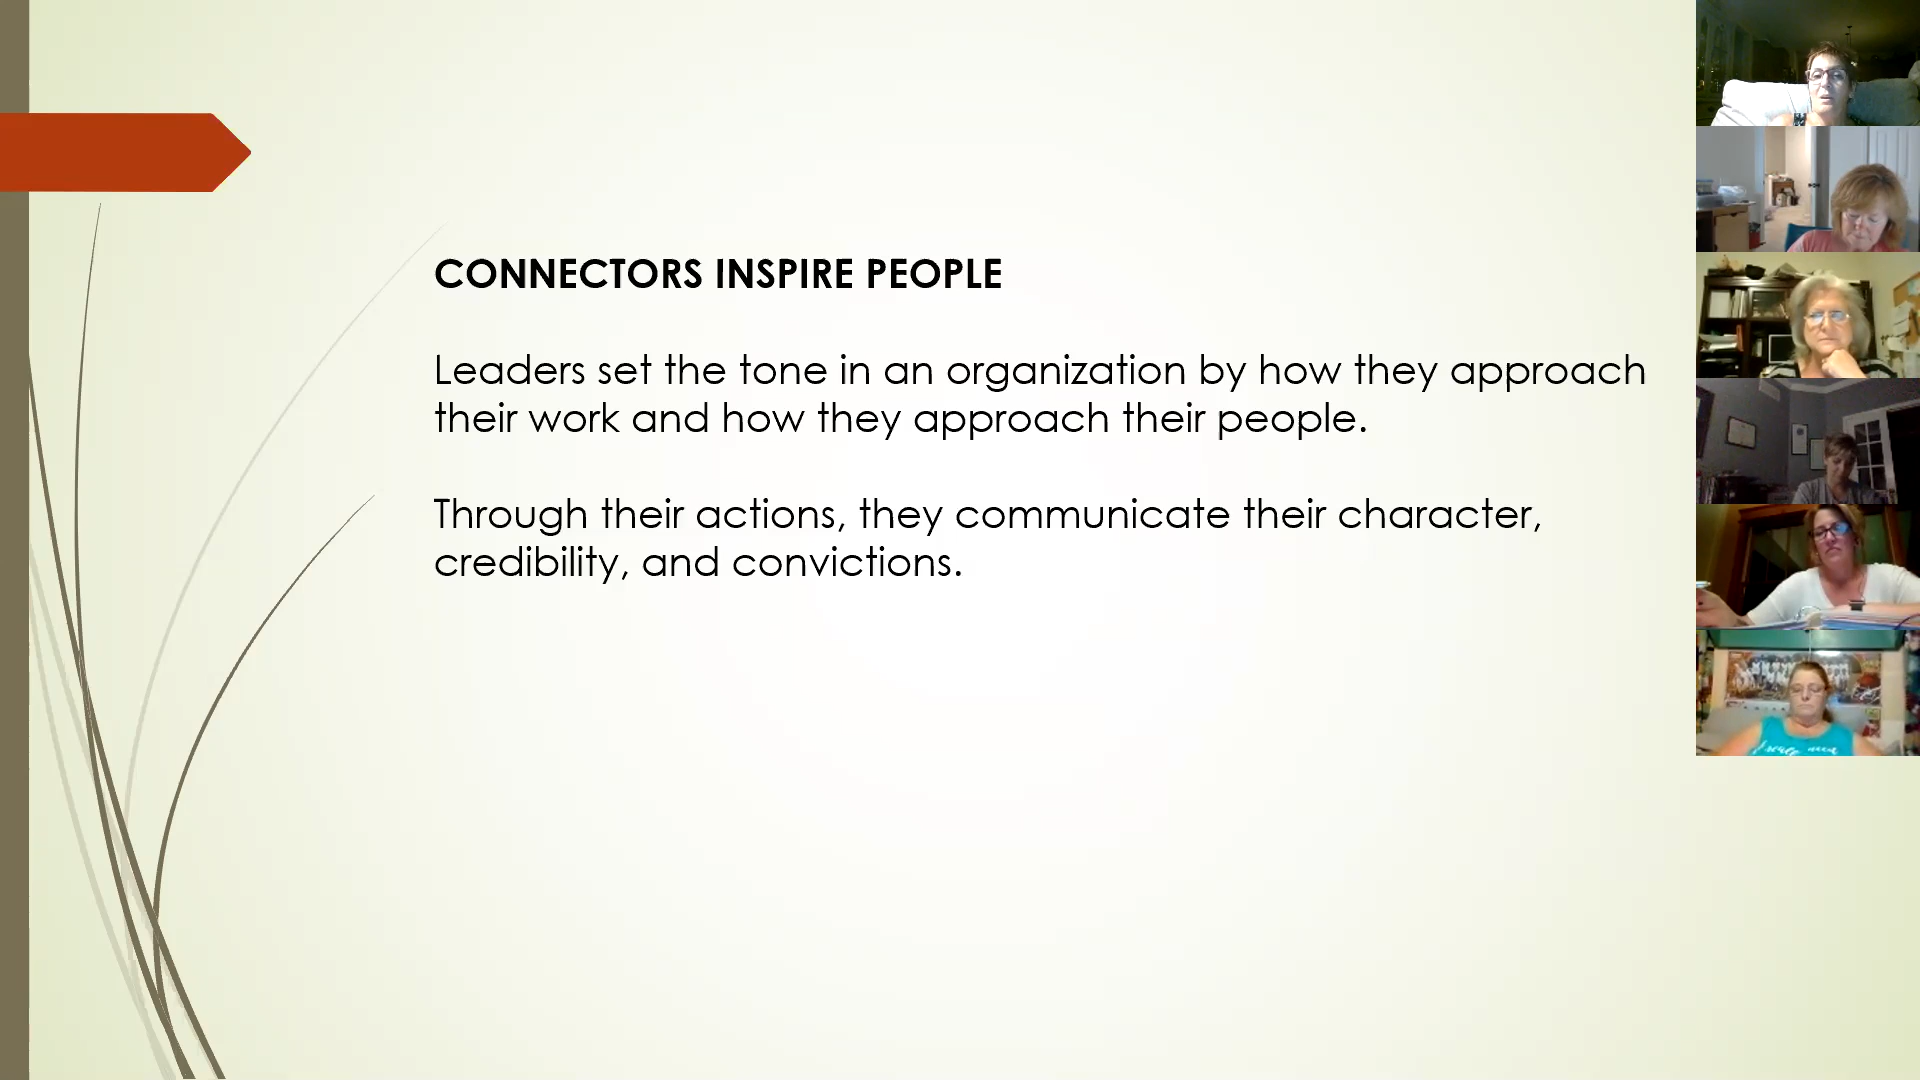 CONNECTORS INSPIRE PEOPLE
Leaders set the tone in an organization by how they approach
their work and how they approach their people.
Through their actions, they communicate their character,
credibility, and convictions.